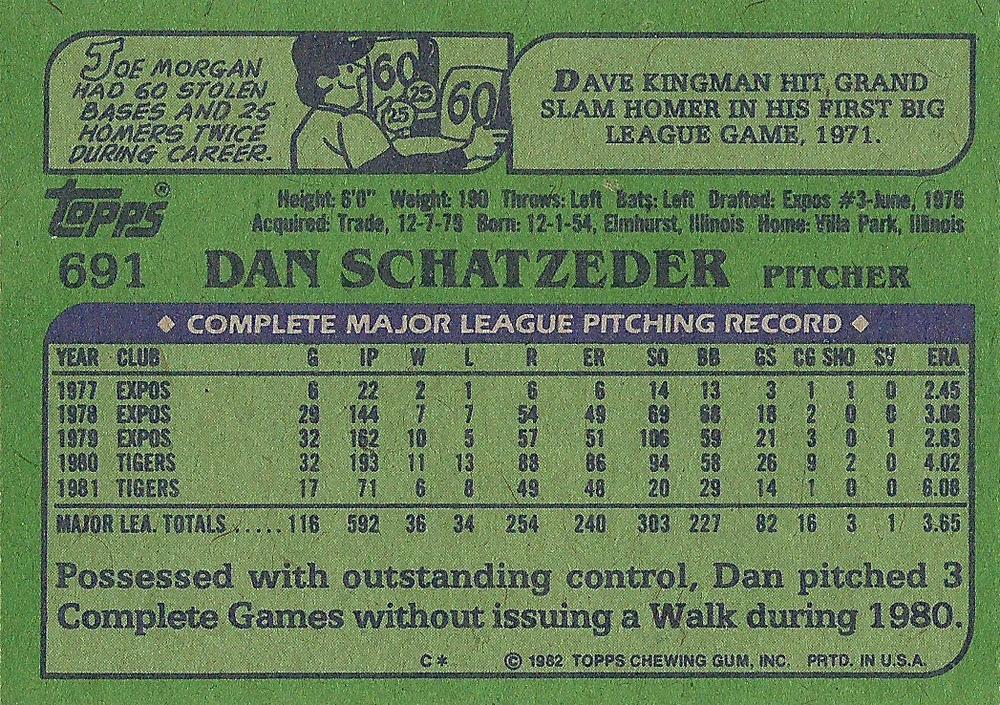 JOE MORGAN
HAD 60 STOLEN
BASES AND 25
HOMERS TWICE
DURING CAREER.
60
25
25
60
DAVE KINGMAN HIT GRAND
SLAM HOMER IN HIS FIRST BIG
LEAGUE GAME, 1971.
TOPPS®
Height: 6'0" Weight: 190 Throws: Left Bats: Left Drafted: Expos #3-June, 1976
Acquired: Trade, 12-7-79 Born: 12-1-54, Elmhurst, Illinois Home: Villa Park, Illinois
691 DAN SCHATZEDER PITCHER
COMPLETE MAJOR LEAGUE PITCHING RECORD
YEAR CLUB G IP W L R ER SO BB GS CG SHO SV ERA
1977 EXPOS 6 22 2 1 6 6 14 13 3 1 1 0 2.45
1978 EXPOS 29 144 7 7 54 49 69 68 18 2 0 0 3.06
1979 EXPOS 32 162 10 5 57 51 106 59 21 3 0 1 2.83
1980 TIGERS 32 193 11 13 88 86 94 58 26 9 2 0 4.02
1981 TIGERS 17 71 6 8 49 48 20 29 14 1 0 0 6.08
MAJOR LEA. TOTALS.....116 592 36 34 254 240 303 227 82 16 3 1 3.65
Possessed with outstanding control, Dan pitched 3
Complete Games without issuing a Walk during 1980.
C* © 1982 TOPPS CHEWING GUM, INC. PRTD. IN U.S.A.